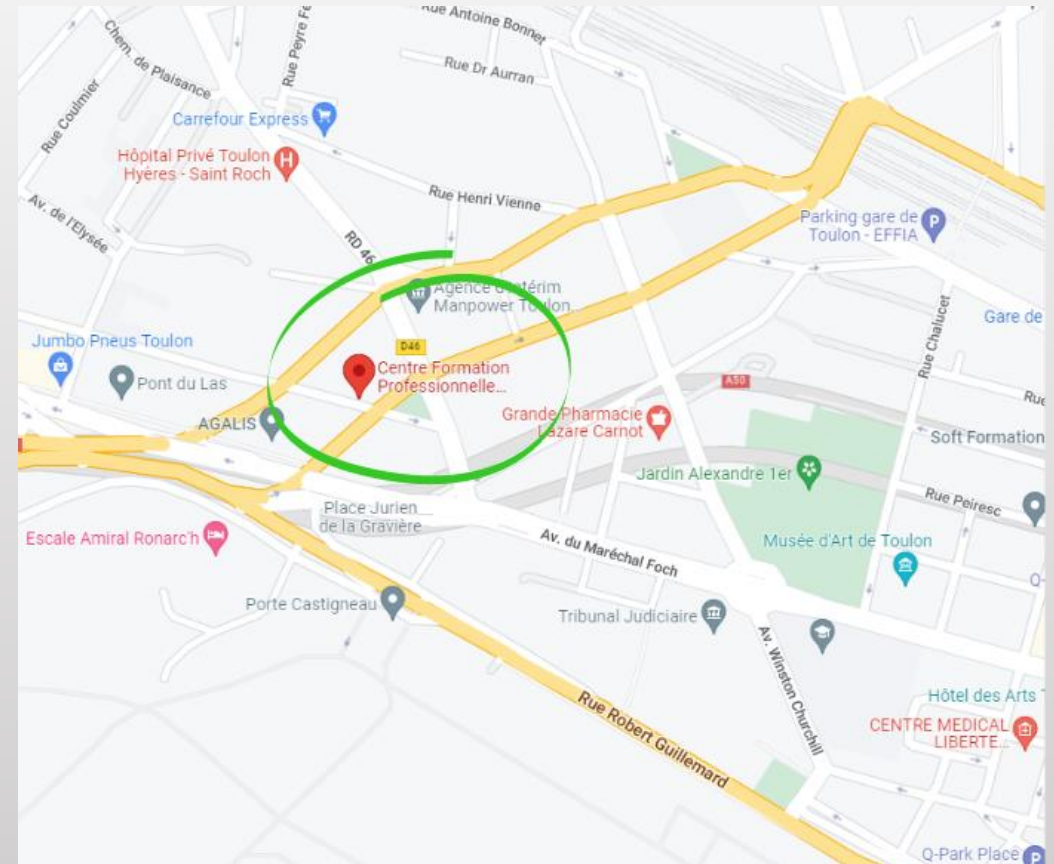 Rue Antoine Bonnet
Rue Peyre Fe
Chem. de Plaisance
Rue Dr Aurran
Rue Coulmier
Carrefour Express
Hôpital Privé Toulon
Hyères - Saint Roch
H
Rue Henri Vienne
Av. de l'Elysée
Parking gare de
Toulon - EFFIA
P
RD 46
Agence d'Intérim
Manpower Toulon...
Rue Chalucet
Gare de
Jumbo Pneus Toulon
D46
Pont du Las
Centre Formation
Professionnelle...
A50
Rue
AGALIS
Grande Pharmacie
Lazare Carnot
Soft Formation
Jardin Alexandre 1er
Place Jurien
de la Gravière
Rue Peiresc
Escale Amiral Ronarc'h
Av. du Maréchal Foch
Musée d'Art de Toulon
Q-
Porte Castigneau
Tribunal Judiciaire
Av. Winston Churchill
Rue Robert Guillemard
Hôtel des Arts T
CENTRE MEDICAL
LIBERTE...
Q-Park Place
P